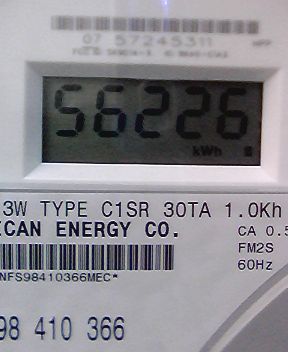 07 57245311
56226
kWh
3W TYPE C1SR 30TA 1.0Kh
ICAN ENERGY CO.
CA 0.5
FM2S
60Hz
NFS98410366MEC*
98 410 366